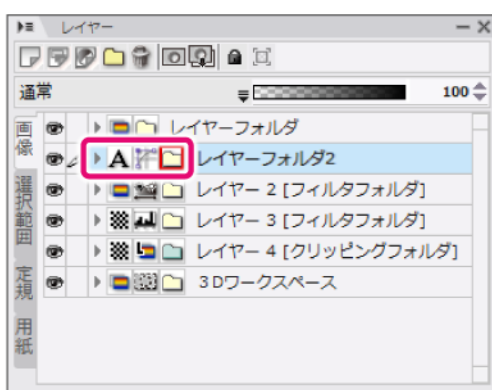 レイヤー
通常 100
画像
選択範囲
定規
用紙
レイヤーフォルダ
A レイヤーフォルダ2
レイヤー 2 [フィルタフォルダ]
レイヤー 3 [フィルタフォルダ]
レイヤー 4 [クリッピングフォルダ]
3Dワークスペース